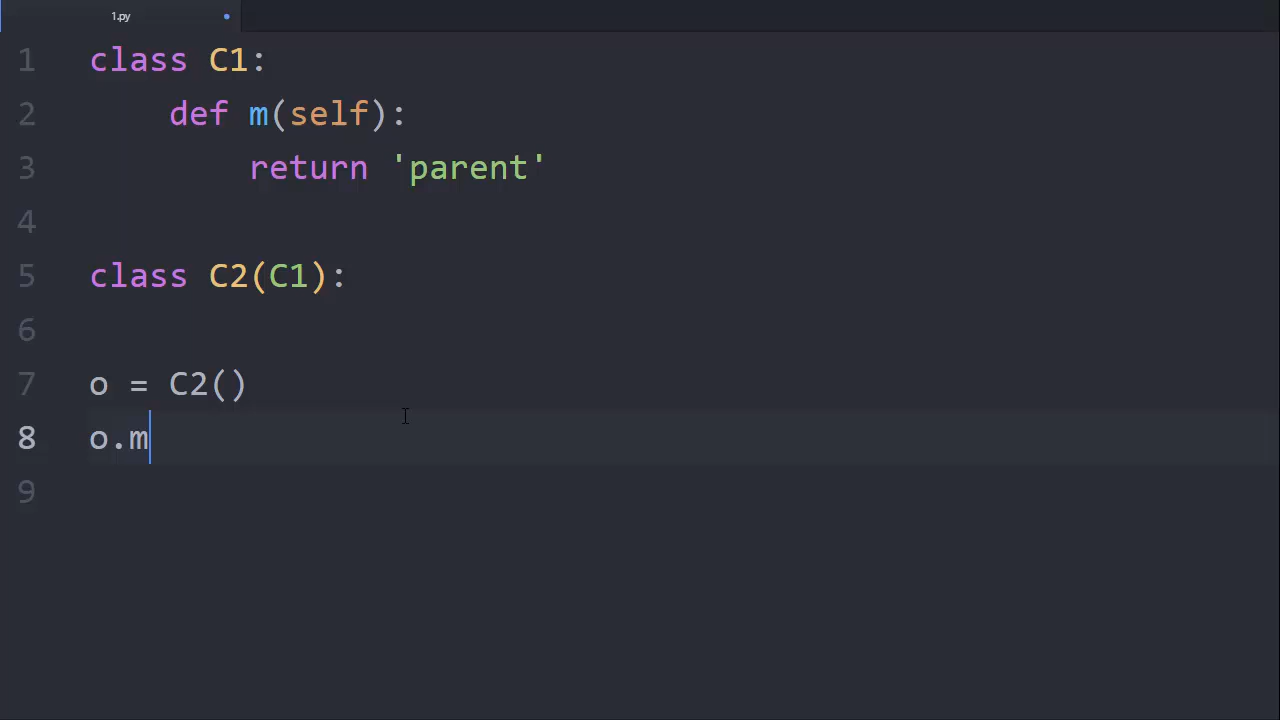 1.py
1 class C1:
2     def m(self):
3         return 'parent'
4
5 class C2(C1):
6
7 o = C2()
8 o.m
9